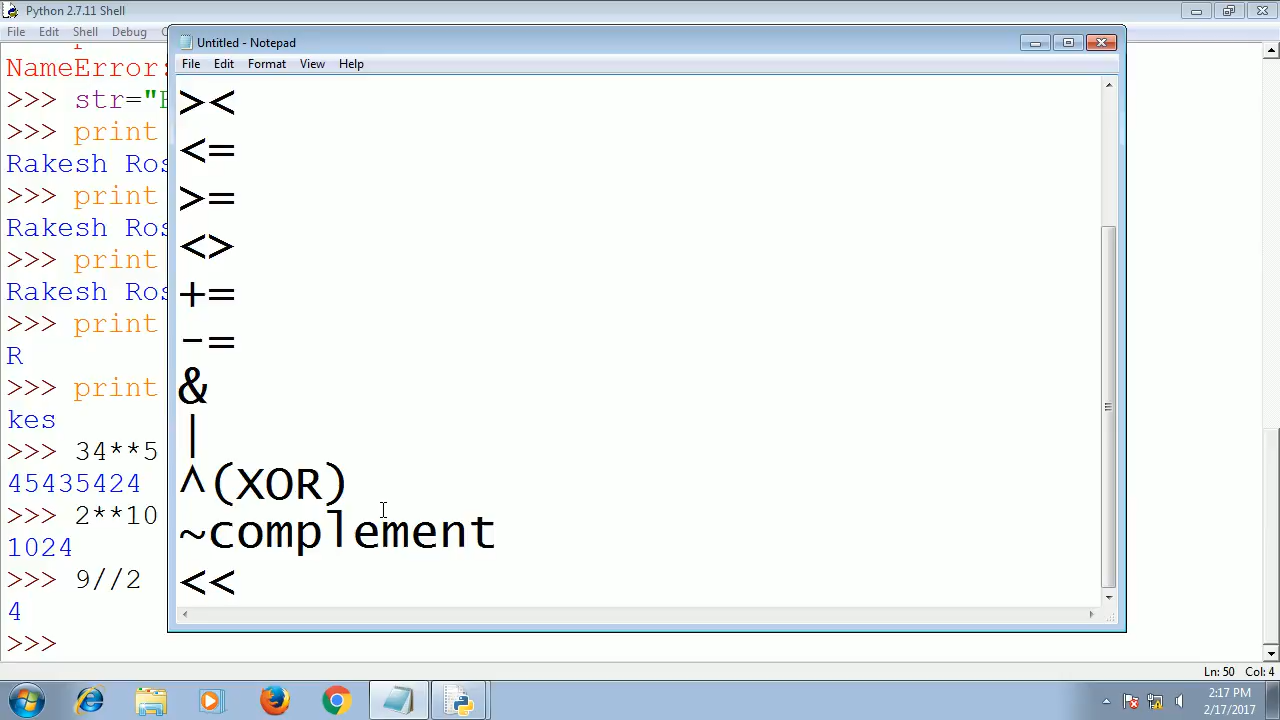 Python 2.7.11 Shell
File Edit Shell Debug
NameError:
>>> str="
>>> print
Rakesh Ros
>>> print
Rakesh Ros
>>> print
Rakesh Ros
>>> print
R
>>> print
kes
>>> 34**5
45435424
>>> 2**10
1024
>>> 9//2
4
>>>
Untitled - Notepad
File Edit Format View Help
><
<=
>=
<>
+=
-=
&
|
^(XOR)
~complement
<<
Ln: 50 Col: 4
2:17 PM
2/17/2017